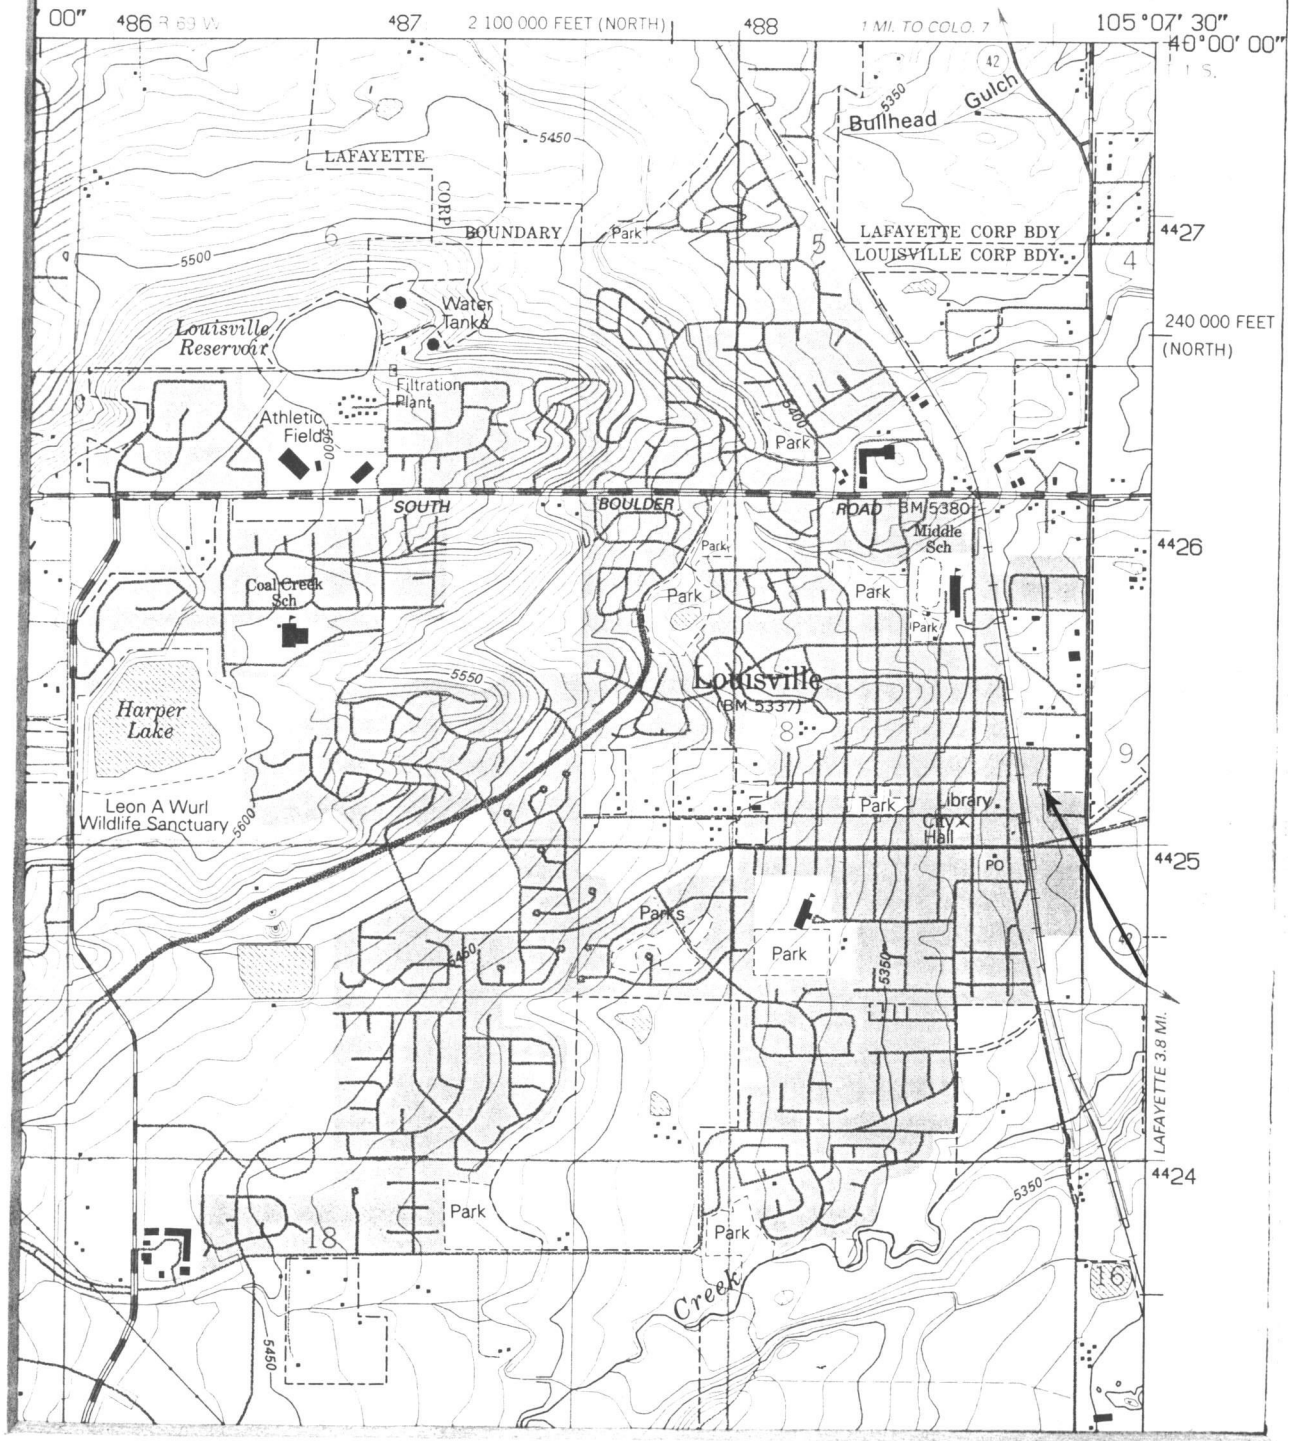 ′ 00″
⁴86
R 69 W.
487
2 100 000 FEET (NORTH)
488
1 MI. TO COLO. 7
105°07′ 30″
40°00′ 00″
42
Gulch
5350
Bullhead
5450
LAFAYETTE
CORP
BOUNDARY
Park
6
5
LAFAYETTE CORP BDY
LOUISVILLE CORP BDY
4427
4
5500
Water
Tanks
Louisville
Reservoir
240 000 FEET
(NORTH)
Filtration
Plant
Athletic
Field
5600
5400
Park
SOUTH
BOULDER
ROAD
BM 5380
Middle
Sch
4426
Park
Coal Creek
Sch
Park
Park
Park
5550
Louisville
(BM 5337)
Harper
Lake
8
9
Leon A Wurl
Wildlife Sanctuary
5600
Park
Library
City
Hall
4425
PO
Parks
5450
Park
5350
42
LAFAYETTE 3.8 MI.
4424
5350
Park
Park
18
Creek
16
5450